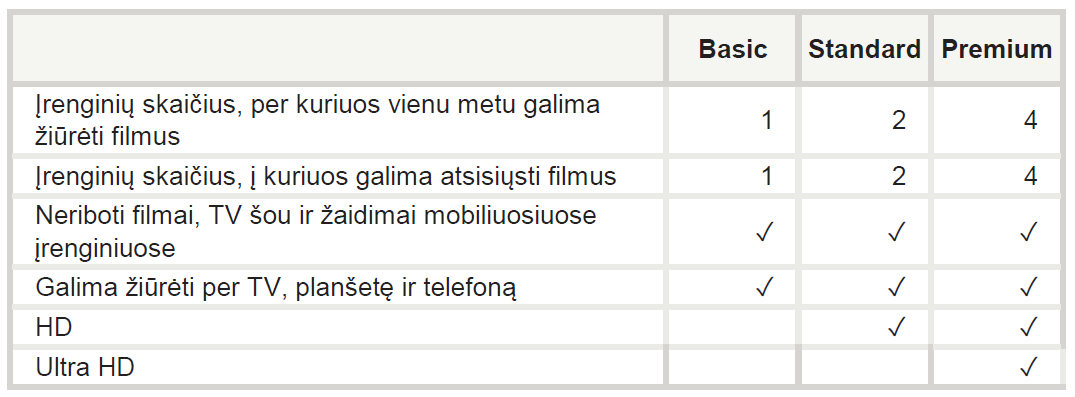 Basic Standard Premium
Įrenginių skaičius, per kuriuos vienu metu galima
žiūrėti filmus 1 2 4
Įrenginių skaičius, į kuriuos galima atsisiųsti filmus 1 2 4
Neriboti filmai, TV šou ir žaidimai mobiliuosiuose
įrenginiuose ✓ ✓ ✓
Galima žiūrėti per TV, planšetę ir telefoną ✓ ✓ ✓
HD ✓ ✓
Ultra HD ✓